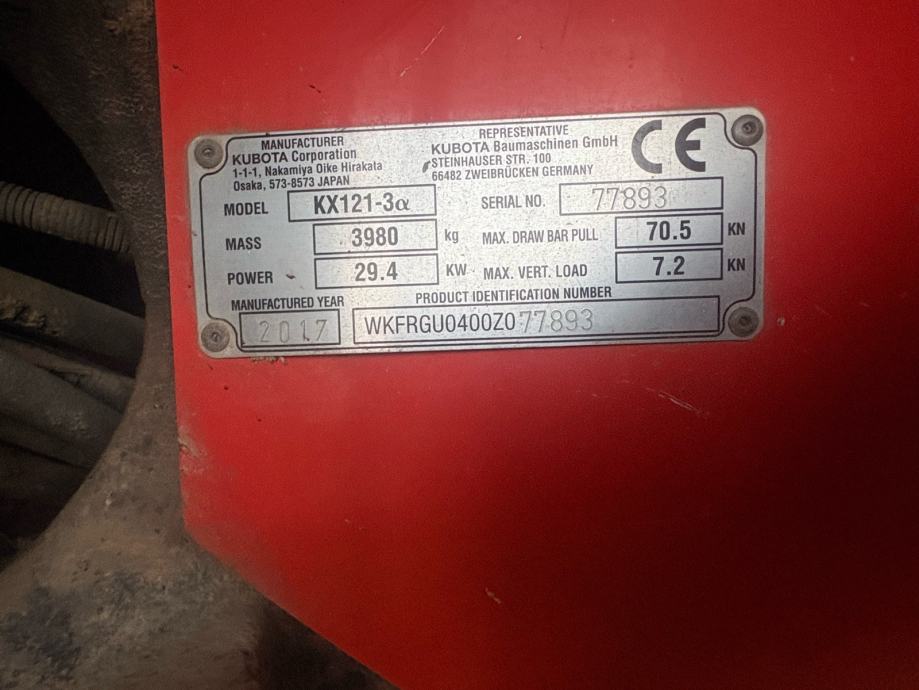 MANUFACTURER
KUBOTA Corporation
1-1-1, Nakamiya Oike Hirakata
Osaka, 573-8573 JAPAN
REPRESENTATIVE
KUBOTA Baumaschinen GmbH
STEINHAUSER STR. 100
66482 ZWEIBRÜCKEN GERMANY
CE
MODEL KX121-3α SERIAL NO. 77893
MASS 3980 kg MAX. DRAW BAR PULL 70.5 KN
POWER 29.4 KW MAX. VERT. LOAD 7.2 KN
MANUFACTURED YEAR PRODUCT IDENTIFICATION NUMBER
2017 WKFRGU0400Z077893